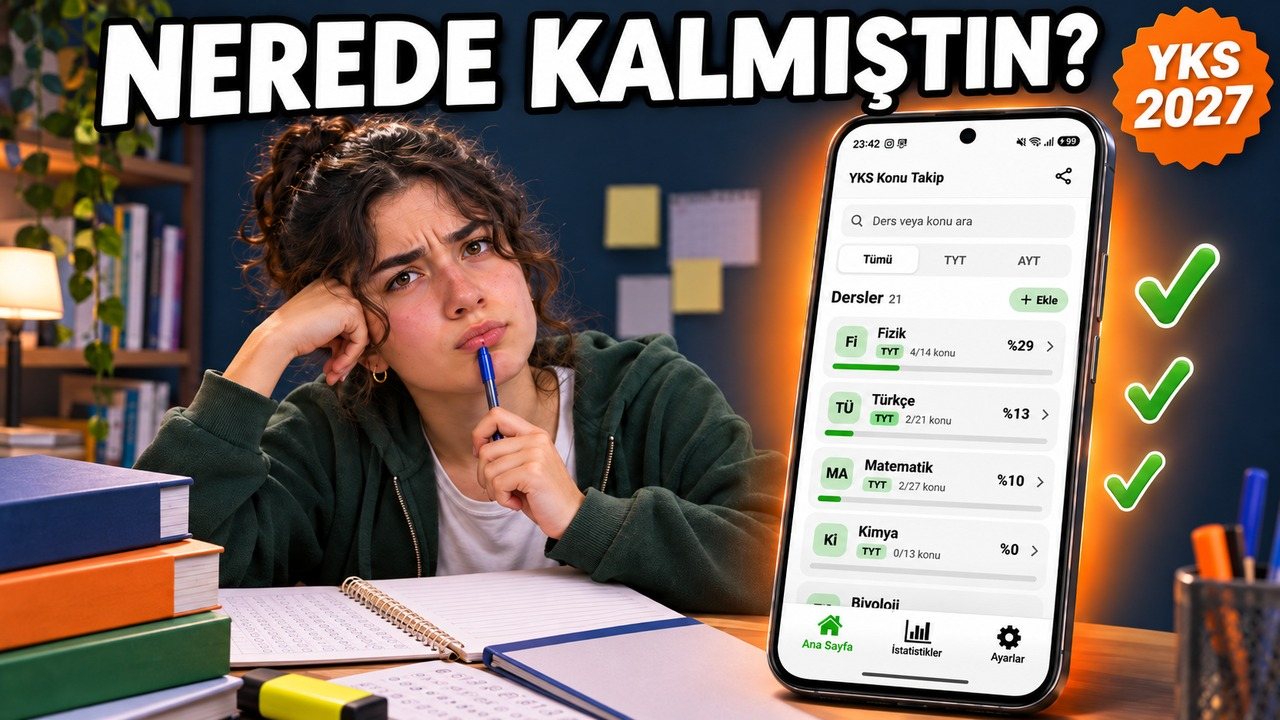 NEREDE KALMIŞTIN?
YKS
2027
23:42
99
YKS Konu Takip
Ders veya konu ara
Tümü TYT AYT
Dersler 21
+ Ekle
Fi Fizik
TYT 4/14 konu
%29
TÜ Türkçe
TYT 2/21 konu
%13
MA Matematik
TYT 2/27 konu
%10
Ki Kimya
TYT 0/13 konu
%0
Biyoloji
Ana Sayfa İstatistikler Ayarlar